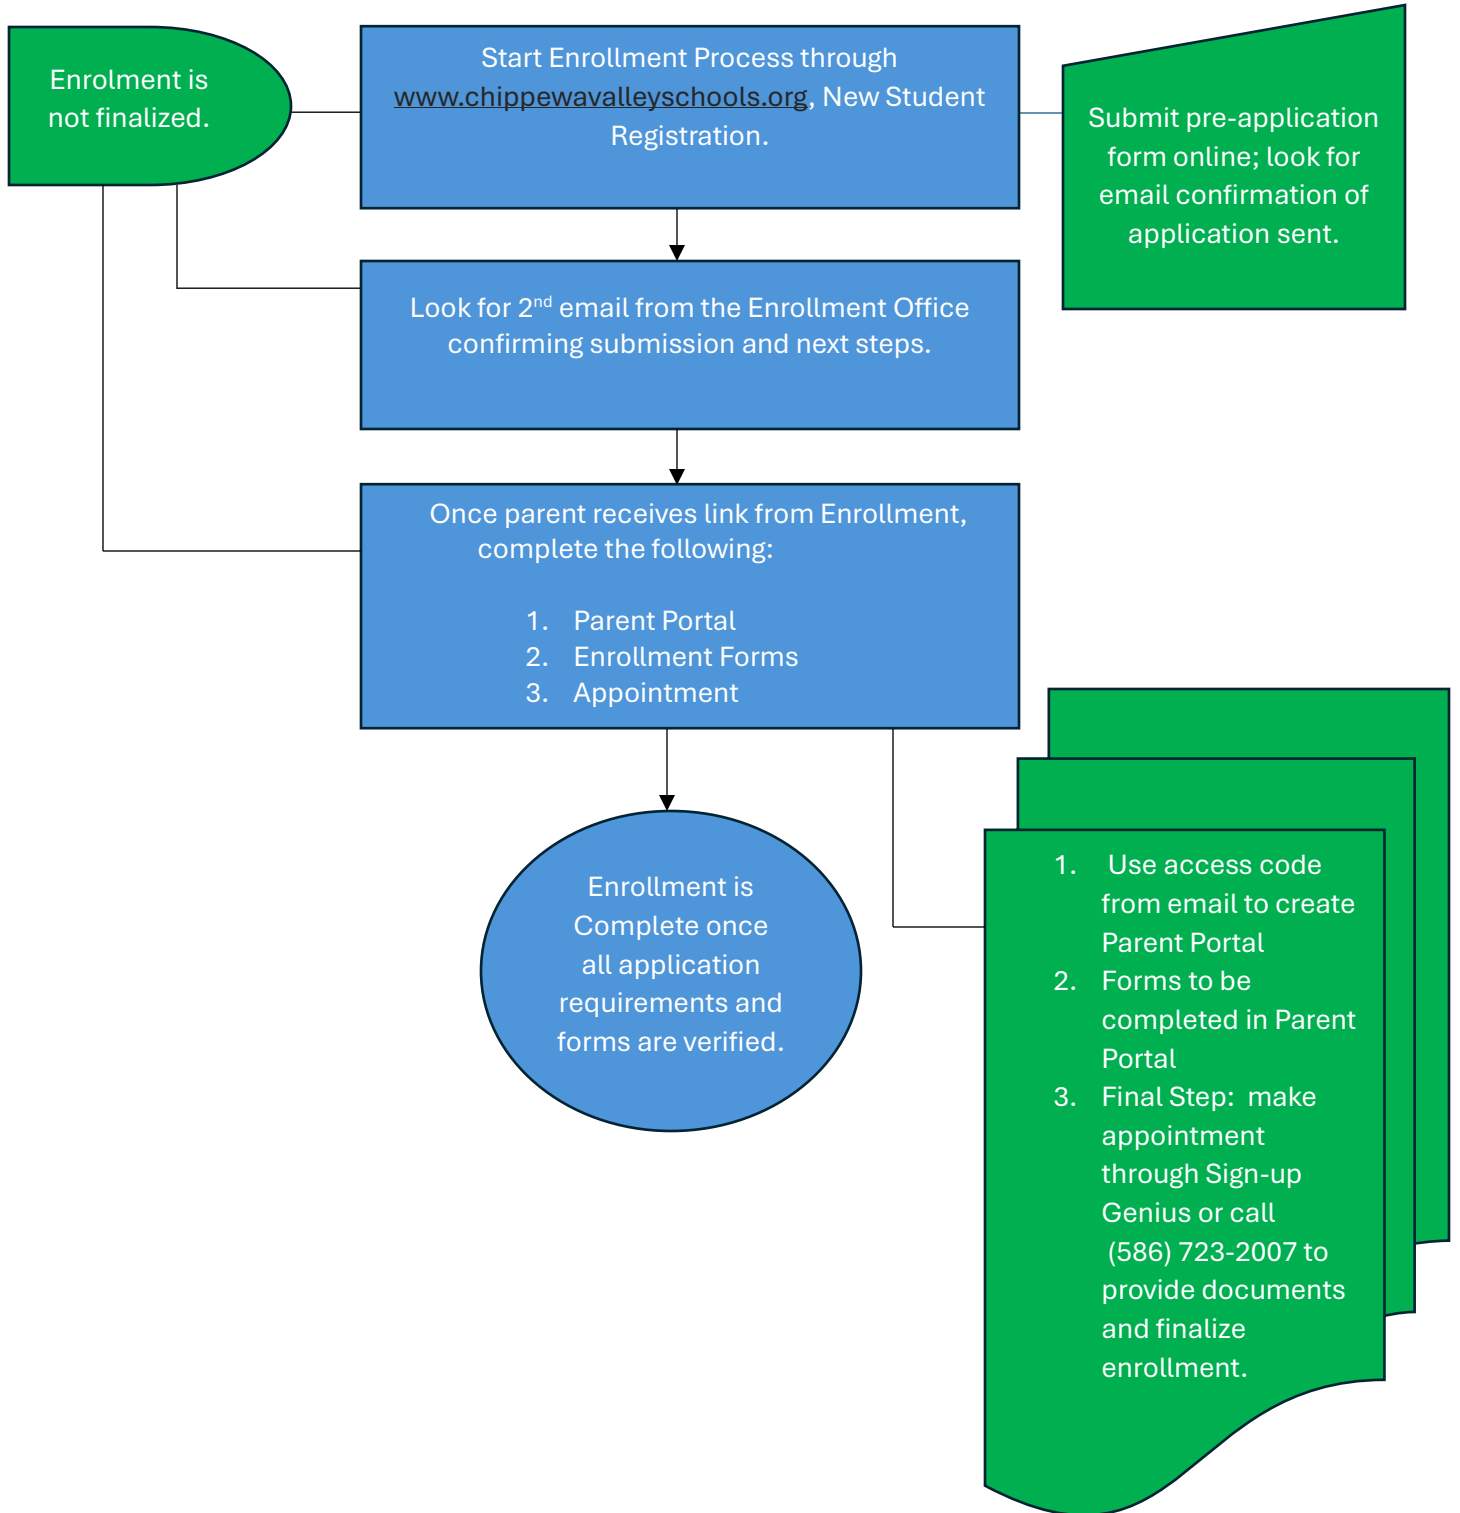 Enrolment is
not finalized.
Start Enrollment Process through
www.chippewavalleyschools.org, New Student
Registration.
Submit pre-application
form online; look for
email confirmation of
application sent.
Look for 2nd email from the Enrollment Office
confirming submission and next steps.
Once parent receives link from Enrollment,
complete the following:
1. Parent Portal
2. Enrollment Forms
3. Appointment
Enrollment is
Complete once
all application
requirements and
forms are verified.
1. Use access code
from email to create
Parent Portal
2. Forms to be
completed in Parent
Portal
3. Final Step: make
appointment
through Sign-up
Genius or call
(586) 723-2007 to
provide documents
and finalize
enrollment.